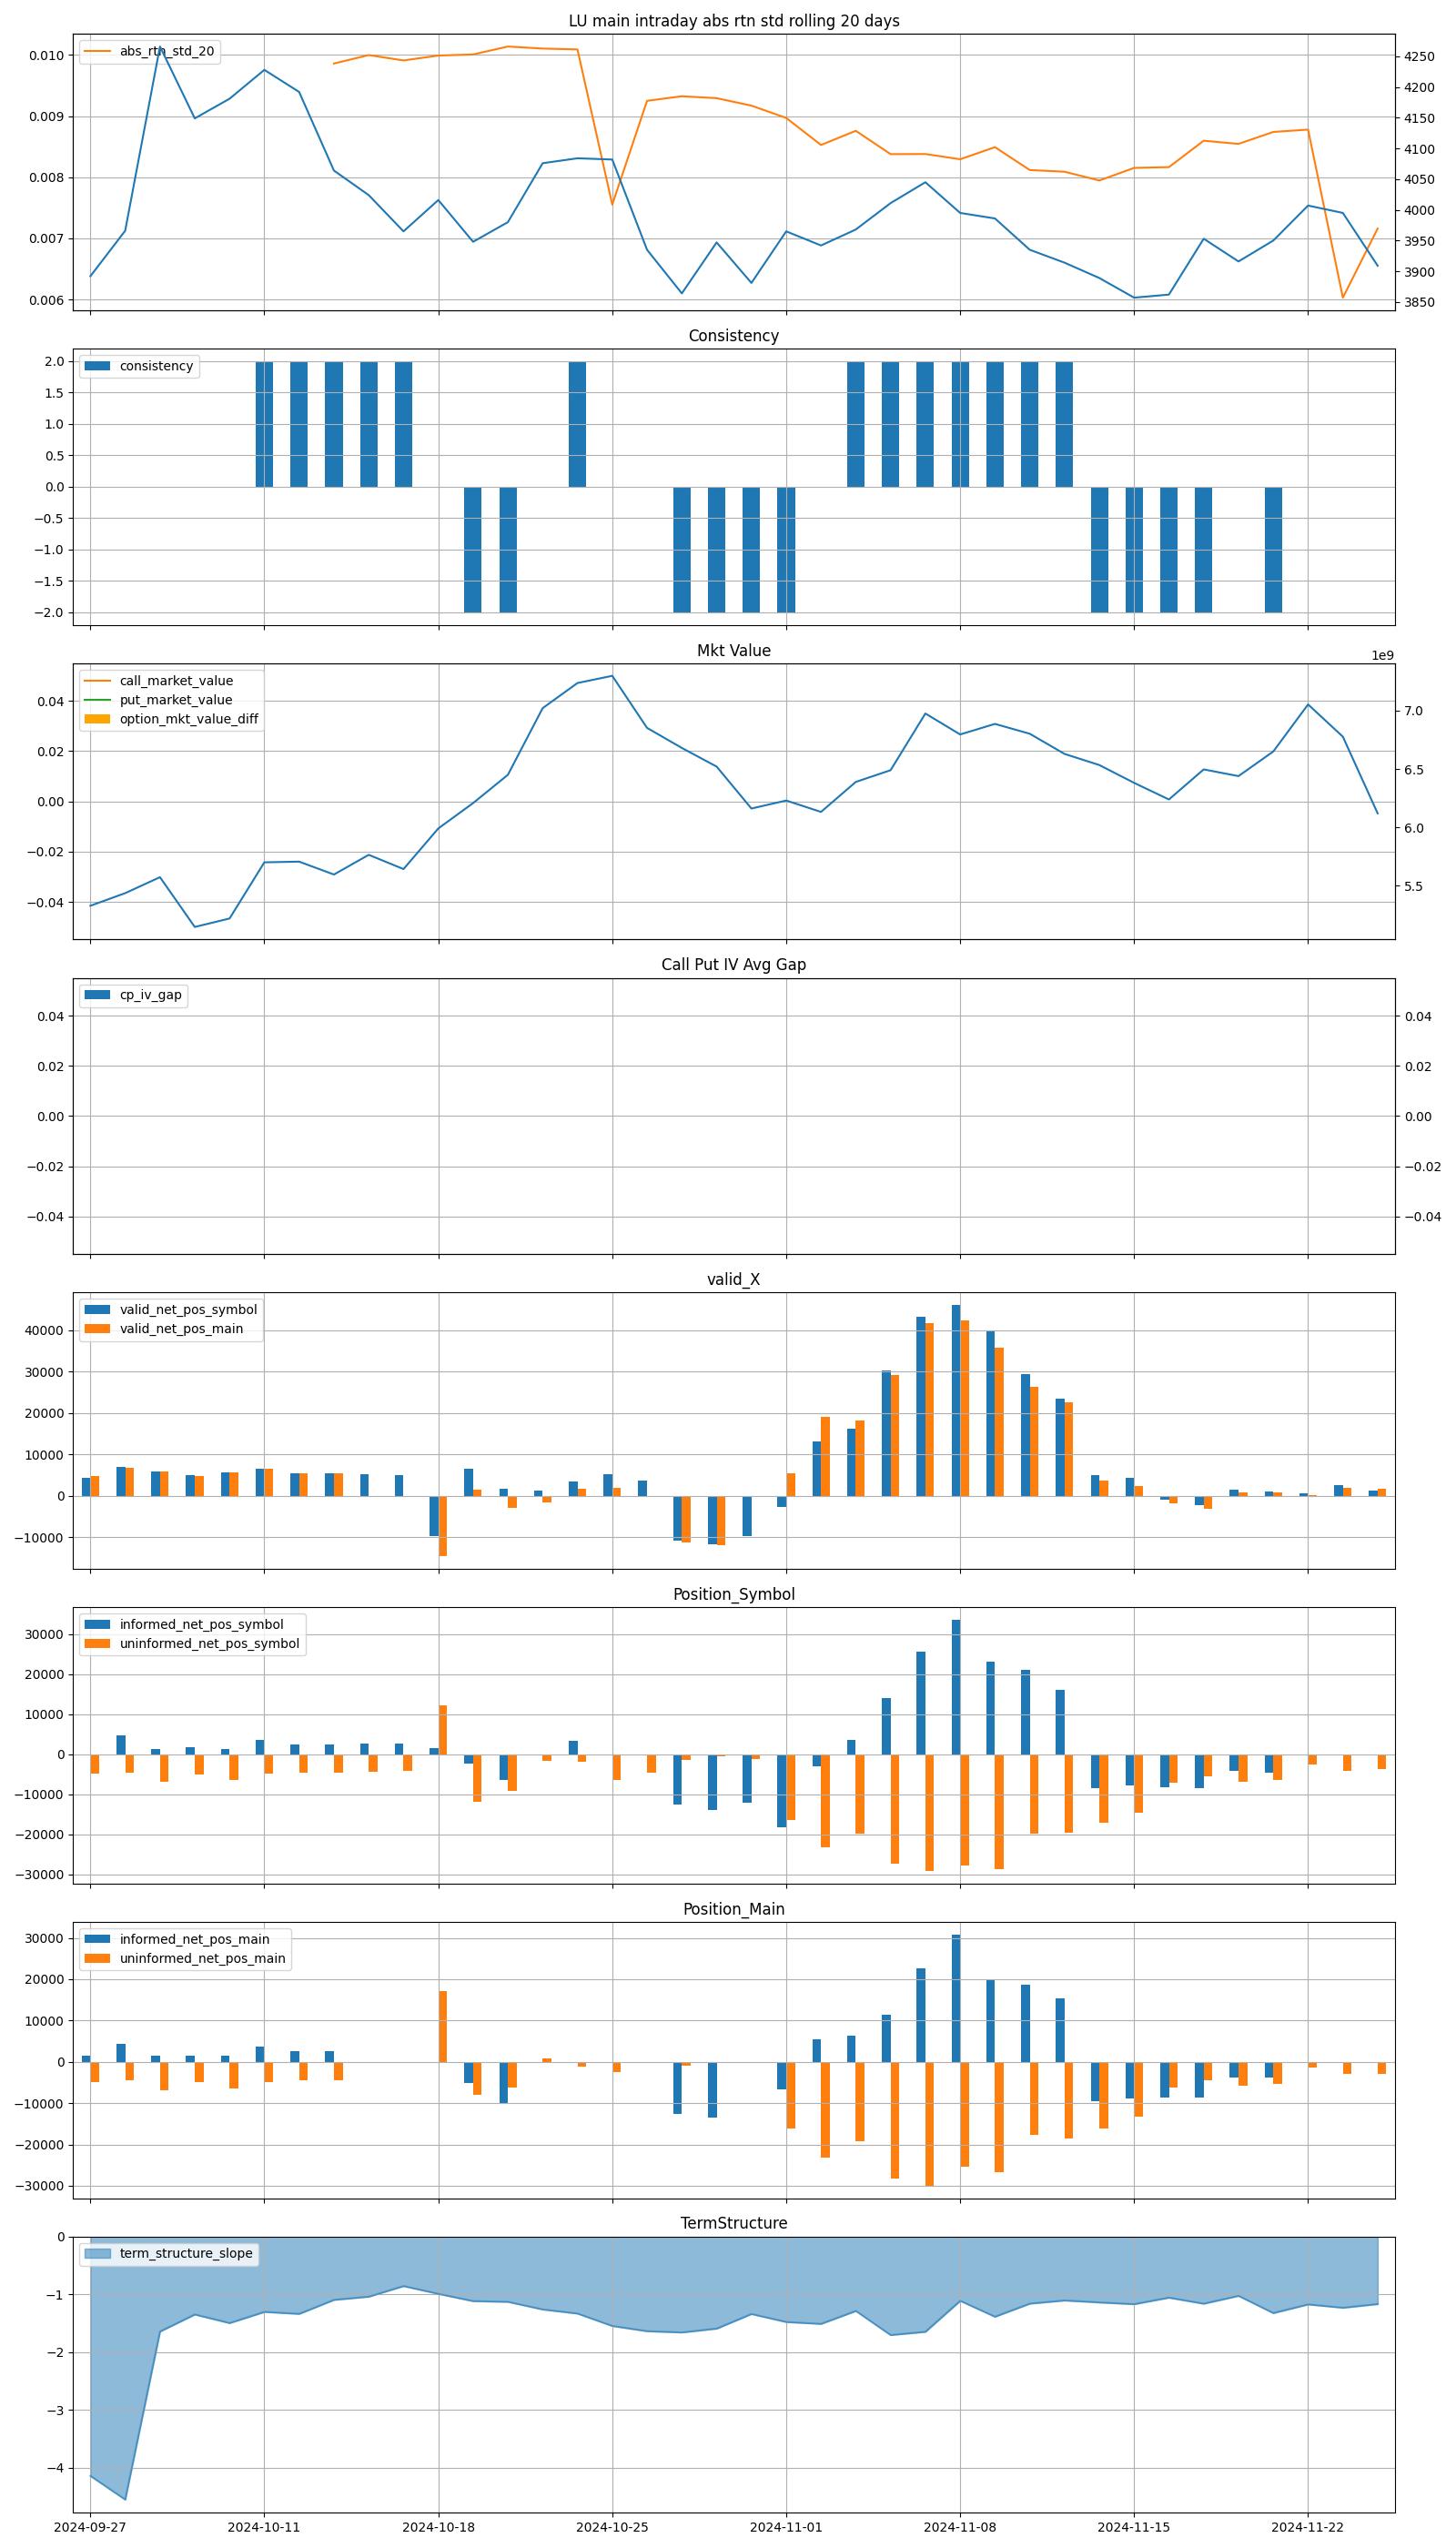 LU main intraday abs rtn std rolling 20 days
abs_rtn_std_20
0.010
0.009
0.008
0.007
0.006
4250
4200
4150
4100
4050
4000
3950
3900
3850
Consistency
consistency
2.0
1.5
1.0
0.5
0.0
−0.5
−1.0
−1.5
−2.0
Mkt Value
1e9
call_market_value
put_market_value
option_mkt_value_diff
0.04
0.02
0.00
−0.02
−0.04
7.0
6.5
6.0
5.5
Call Put IV Avg Gap
cp_iv_gap
0.04
0.02
0.00
−0.02
−0.04
0.04
0.02
0.00
−0.02
−0.04
valid_X
valid_net_pos_symbol
valid_net_pos_main
40000
30000
20000
10000
0
−10000
Position_Symbol
informed_net_pos_symbol
uninformed_net_pos_symbol
30000
20000
10000
0
−10000
−20000
−30000
Position_Main
informed_net_pos_main
uninformed_net_pos_main
30000
20000
10000
0
−10000
−20000
−30000
TermStructure
term_structure_slope
0
−1
−2
−3
−4
2024-09-27 2024-10-11 2024-10-18 2024-10-25 2024-11-01 2024-11-08 2024-11-15 2024-11-22